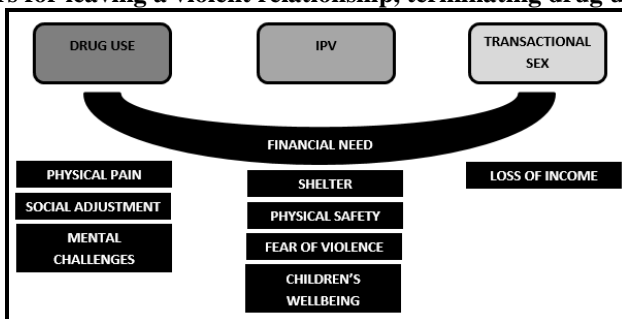 for leaving a violent relationship, terminating drug
DRUG USE
IPV
TRANSACTIONAL
SEX
FINANCIAL NEED
PHYSICAL PAIN
SOCIAL ADJUSTMENT
MENTAL
CHALLENGES
SHELTER
PHYSICAL SAFETY
FEAR OF VIOLENCE
CHILDREN'S
WELLBEING
LOSS OF INCOME